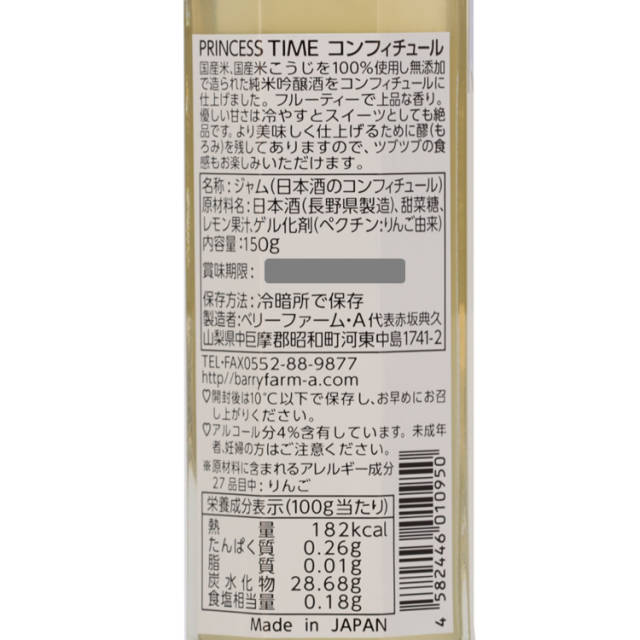 PRINCESS TIME コンフィチュール
国産米、国産米こうじを100%使用し無添加
で造られた純米吟醸酒をコンフィチュールに
仕上げました。フルーティーで上品な香り。
優しい甘さは冷やすとスイーツとしても絶
品です。より美味しく仕上げるために醪(も
ろみ)を残してありますので、ツブツブの食
感もお楽しみいただけます。
名称:ジャム(日本酒のコンフィチュール)
原材料名:日本酒(長野県製造)、甜菜糖、
レモン果汁、ゲル化剤(ペクチン:りんご由来)
内容量:150g
賞味期限:
保存方法:冷暗所で保存
製造者:ベリーファーム・A代表赤坂典久
山梨県中巨摩郡昭和町河東中島1741-2
TEL・FAX0552-88-9877
http//barryfarm-a.com
♡開封後は10℃以下で保存し、お早めにお召
し上がりください。
♡アルコール分4%含有しています。未成年
者、妊婦の方はご注意ください。
※原材料に含まれるアレルギー成分
27品目中:りんご
栄養成分表示(100g当たり)
熱量 182kcal
たんぱく質 0.26g
脂質 0.01g
炭水化物 28.68g
食塩相当量 0.18g
Made in JAPAN
4 582446 010950